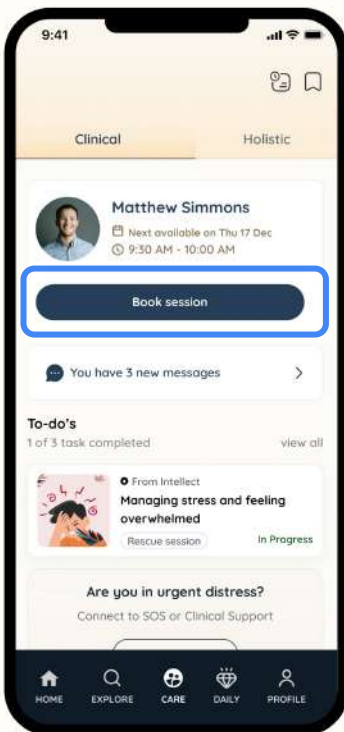 9:41
Clinical Holistic
Matthew Simmons
Next available on Thu 17 Dec
9:30 AM - 10:00 AM
Book session
You have 3 new messages
To-do's
1 of 3 task completed view all
From Intellect
Managing stress and feeling
overwhelmed
Rescue session In Progress
Are you in urgent distress?
Connect to SOS or Clinical Support
HOME EXPLORE CARE DAILY PROFILE